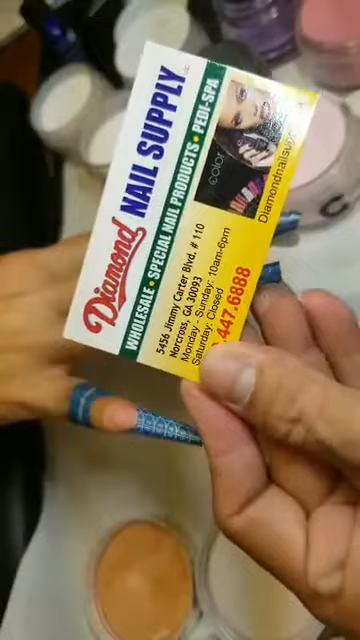 Diamond
NAIL SUPPLY LLC
WHOLESALE • SPECIAL NAIL PRODUCTS • PEDI-SPA
color
5456 Jimmy Carter Blvd. # 110
Norcross, GA 30093
Monday - Sunday: 10am-6pm
Saturday: Closed
.447.6888
Diamondnailsup